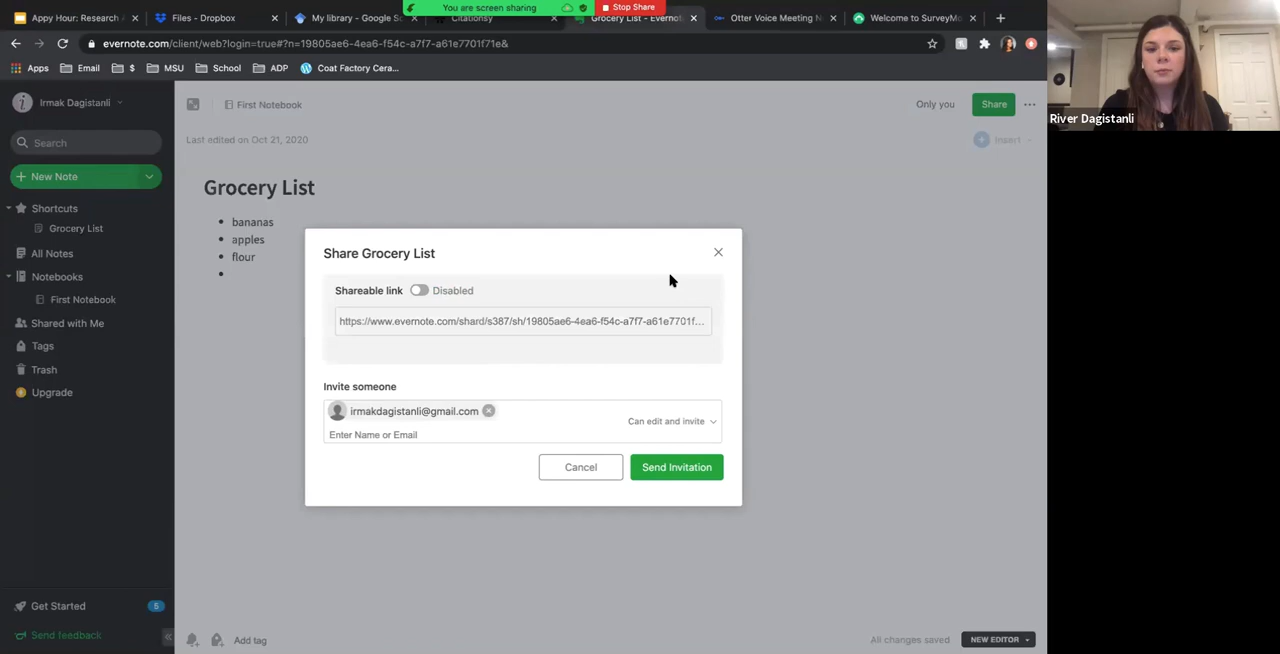 Appy Hour: Research A
Files - Dropbox
My library - Google Sc
Citationsy
Grocery List - Evernot
Otter Voice Meeting N
Welcome to SurveyMo
You are screen sharing
Stop Share
evernote.com/client/web?login=true#?n=19805ae6-4ea6-f54c-a7f7-a61e7701f71e&
Apps
Email
$
MSU
School
ADP
Coat Factory Cera...
Irmak Dagistanli
First Notebook
Only you
Share
Search
Last edited on Oct 21, 2020
Insert
New Note
Shortcuts
Grocery List
All Notes
Notebooks
First Notebook
Shared with Me
Tags
Trash
Upgrade
Get Started
5
Send feedback
Grocery List
bananas
apples
flour
Share Grocery List
Shareable link
Disabled
https://www.evernote.com/shard/s387/sh/19805ae6-4ea6-f54c-a7f7-a61e7701f...
Invite someone
irmakdagistanli@gmail.com
Can edit and invite
Enter Name or Email
Cancel
Send Invitation
Add tag
All changes saved
NEW EDITOR
River Dagistanli